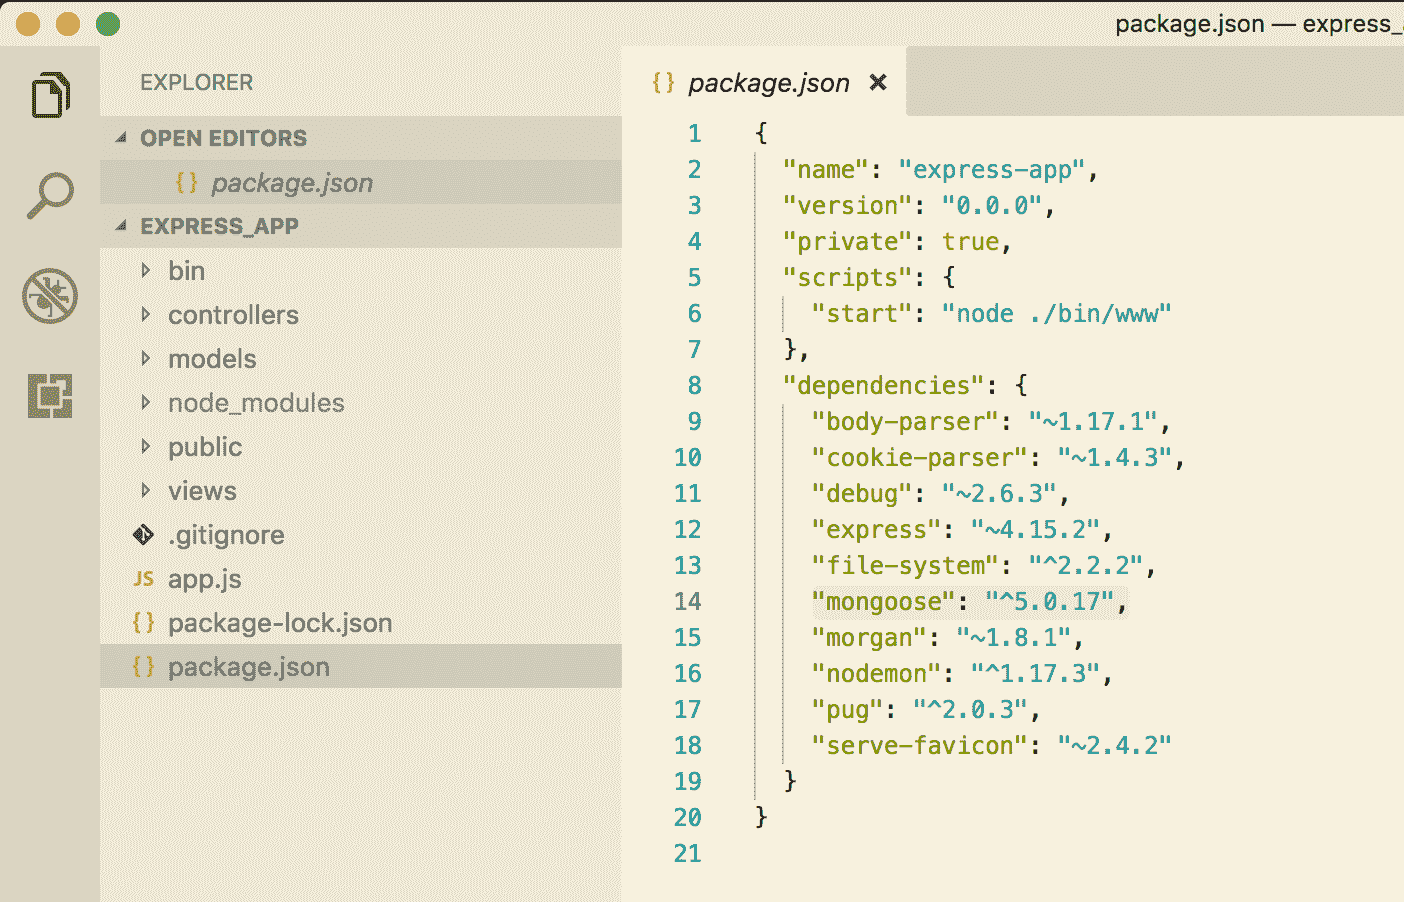 package.json — express_
EXPLORER
OPEN EDITORS
{} package.json
EXPRESS_APP
bin
controllers
models
node_modules
public
views
.gitignore
JS app.js
{} package-lock.json
{} package.json
{} package.json ×
1 {
2 "name": "express-app",
3 "version": "0.0.0",
4 "private": true,
5 "scripts": {
6 "start": "node ./bin/www"
7 },
8 "dependencies": {
9 "body-parser": "~1.17.1",
10 "cookie-parser": "~1.4.3",
11 "debug": "~2.6.3",
12 "express": "~4.15.2",
13 "file-system": "^2.2.2",
14 "mongoose": "^5.0.17",
15 "morgan": "~1.8.1",
16 "nodemon": "^1.17.3",
17 "pug": "^2.0.3",
18 "serve-favicon": "~2.4.2"
19 }
20 }
21